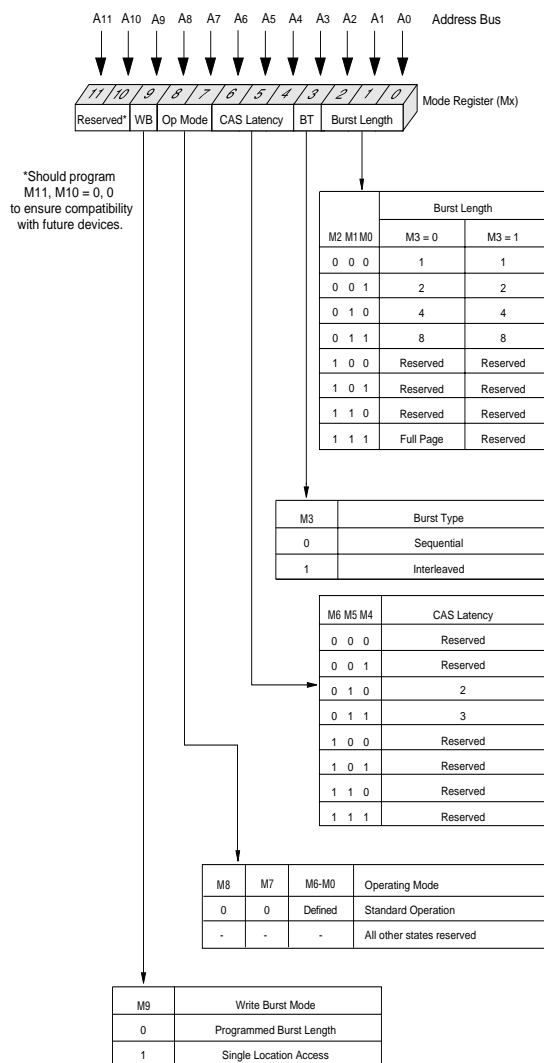 A11 A10 A9 A8 A7 A6 A5 A4 A3 A2 A1 A0 Address Bus
11 10 9 8 7 6 5 4 3 2 1 0
Mode Register (Mx)
Reserved* WB Op Mode CAS Latency BT Burst Length
*Should program
M11, M10 = 0, 0
to ensure compatibility
with future devices.
Burst Length
M2 M1M0 M3 = 0 M3 = 1
0 0 0 1 1
0 0 1 2 2
0 1 0 4 4
0 1 1 8 8
1 0 0 Reserved Reserved
1 0 1 Reserved Reserved
1 1 0 Reserved Reserved
1 1 1 Full Page Reserved
M3 Burst Type
0 Sequential
1 Interleaved
M6 M5 M4 CAS Latency
0 0 0 Reserved
0 0 1 Reserved
0 1 0 2
0 1 1 3
1 0 0 Reserved
1 0 1 Reserved
1 1 0 Reserved
1 1 1 Reserved
M8 M7 M6-M0 Operating Mode
0 0 Defined Standard Operation
- - - All other states reserved
M9 Write Burst Mode
0 Programmed Burst Length
1 Single Location Access